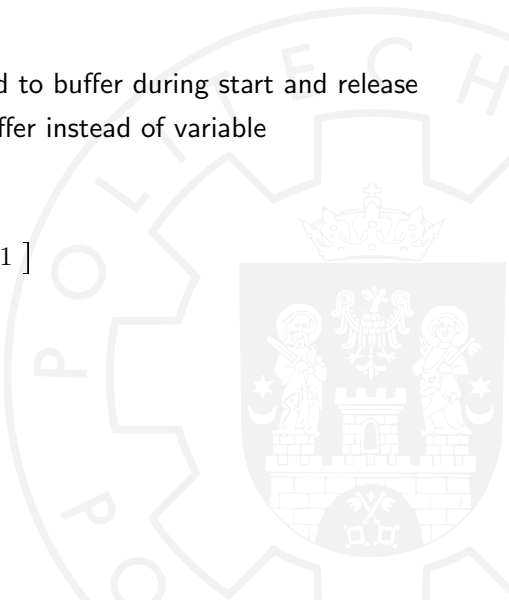 d to buffer during start and release
ffer instead of variable
1 ]
P O L I T E C H
P O